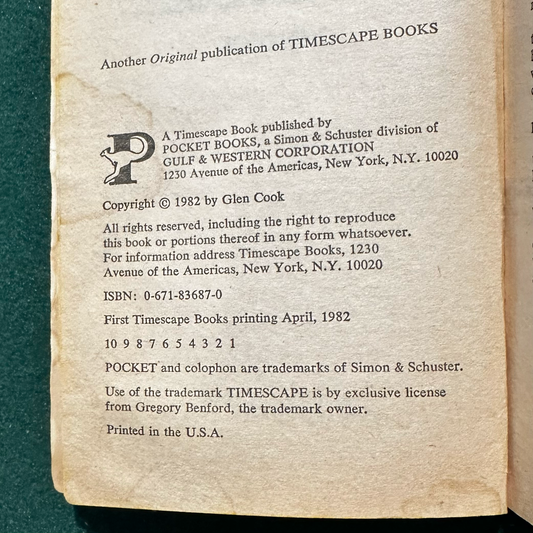 Another Original publication of TIMESCAPE BOOKS
A Timescape Book published by
POCKET BOOKS, a Simon & Schuster division of
GULF & WESTERN CORPORATION
1230 Avenue of the Americas, New York, N.Y. 10020
Copyright © 1982 by Glen Cook
All rights reserved, including the right to reproduce
this book or portions thereof in any form whatsoever.
For information address Timescape Books, 1230
Avenue of the Americas, New York, N.Y. 10020
ISBN: 0-671-83687-0
First Timescape Books printing April, 1982
10 9 8 7 6 5 4 3 2 1
POCKET and colophon are trademarks of Simon & Schuster.
Use of the trademark TIMESCAPE is by exclusive license
from Gregory Benford, the trademark owner.
Printed in the U.S.A.